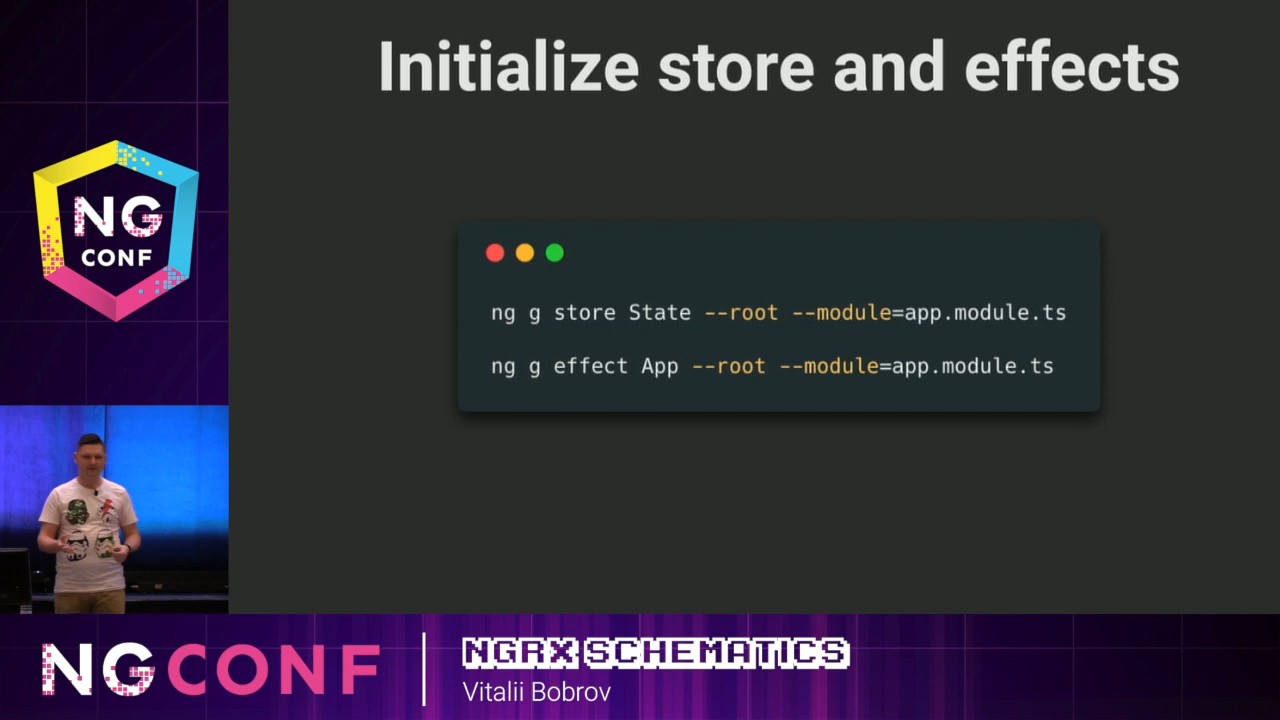 Initialize store and effects
NG
CONF
ng g store State --root --module=app.module.ts
ng g effect App --root --module=app.module.ts
NGCONF
NGRX SCHEMATICS
Vitalii Bobrov